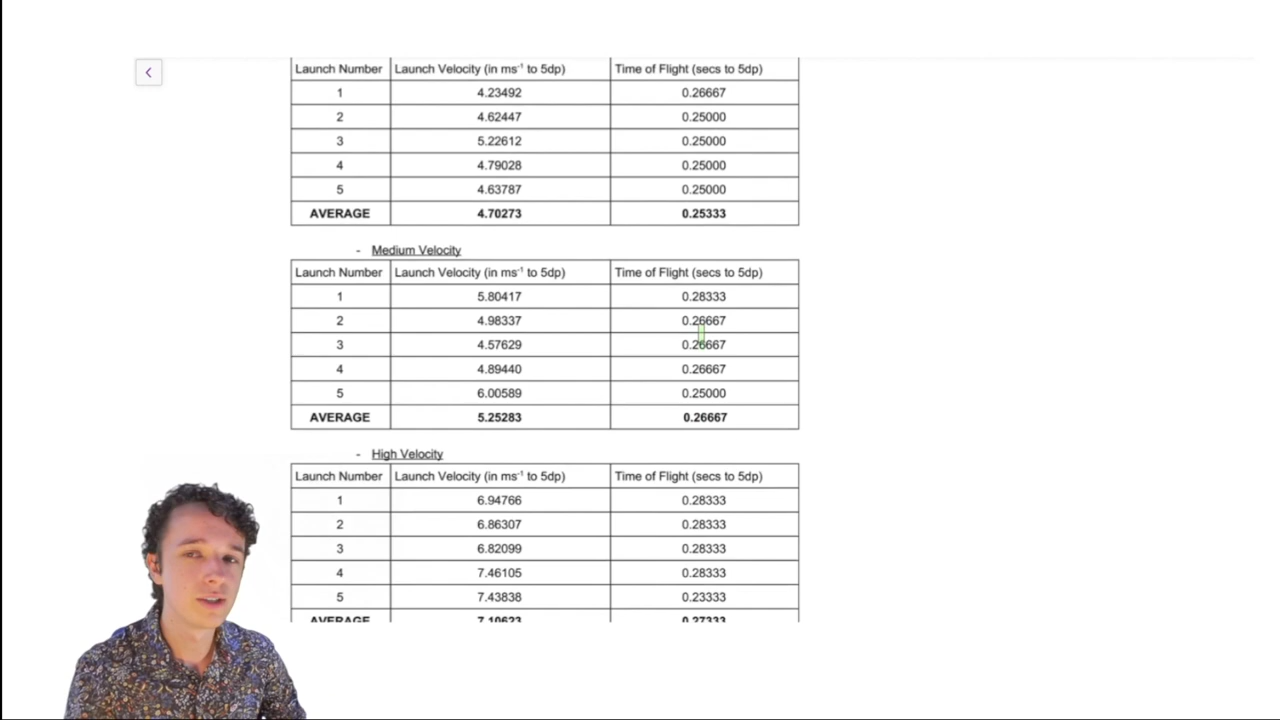 Launch Number Launch Velocity (in ms⁻¹ to 5dp) Time of Flight (secs to 5dp)
1 4.23492 0.26667
2 4.62447 0.25000
3 5.22612 0.25000
4 4.79028 0.25000
5 4.63787 0.25000
AVERAGE 4.70273 0.25333
- Medium Velocity
Launch Number Launch Velocity (in ms⁻¹ to 5dp) Time of Flight (secs to 5dp)
1 5.80417 0.28333
2 4.98337 0.26667
3 4.57629 0.26667
4 4.89440 0.26667
5 6.00589 0.25000
AVERAGE 5.25283 0.26667
- High Velocity
Launch Number Launch Velocity (in ms⁻¹ to 5dp) Time of Flight (secs to 5dp)
1 6.94766 0.28333
2 6.86307 0.28333
3 6.82099 0.28333
4 7.46105 0.28333
5 7.43838 0.23333
AVERAGE 7.10623 0.27333